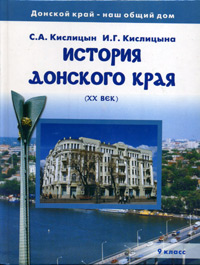 Донской край - наш общий дом
С.А. Кислицын И.Г. Кислицына
ИСТОРИЯ
ДОНСКОГО КРАЯ
(XX ВЕК)
9 класс